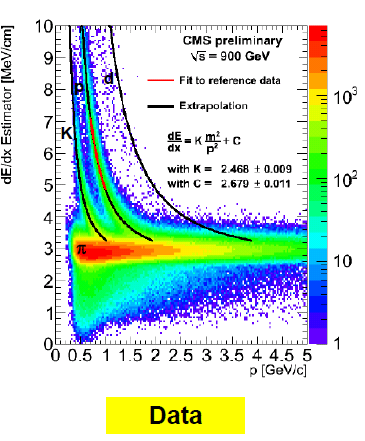 dE/dx Estimator [MeV/cm]
10
9
8
7
6
5
4
3
2
1
0
CMS preliminary
√s = 900 GeV
Fit to reference data
Extrapolation
dE/dx = K m²/p² + C
with K = 2.468 ± 0.009
with C = 2.679 ± 0.011
K
p
d
π
10³
10²
10
1
0 0.5 1 1.5 2 2.5 3 3.5 4 4.5 5
p [GeV/c]
Data